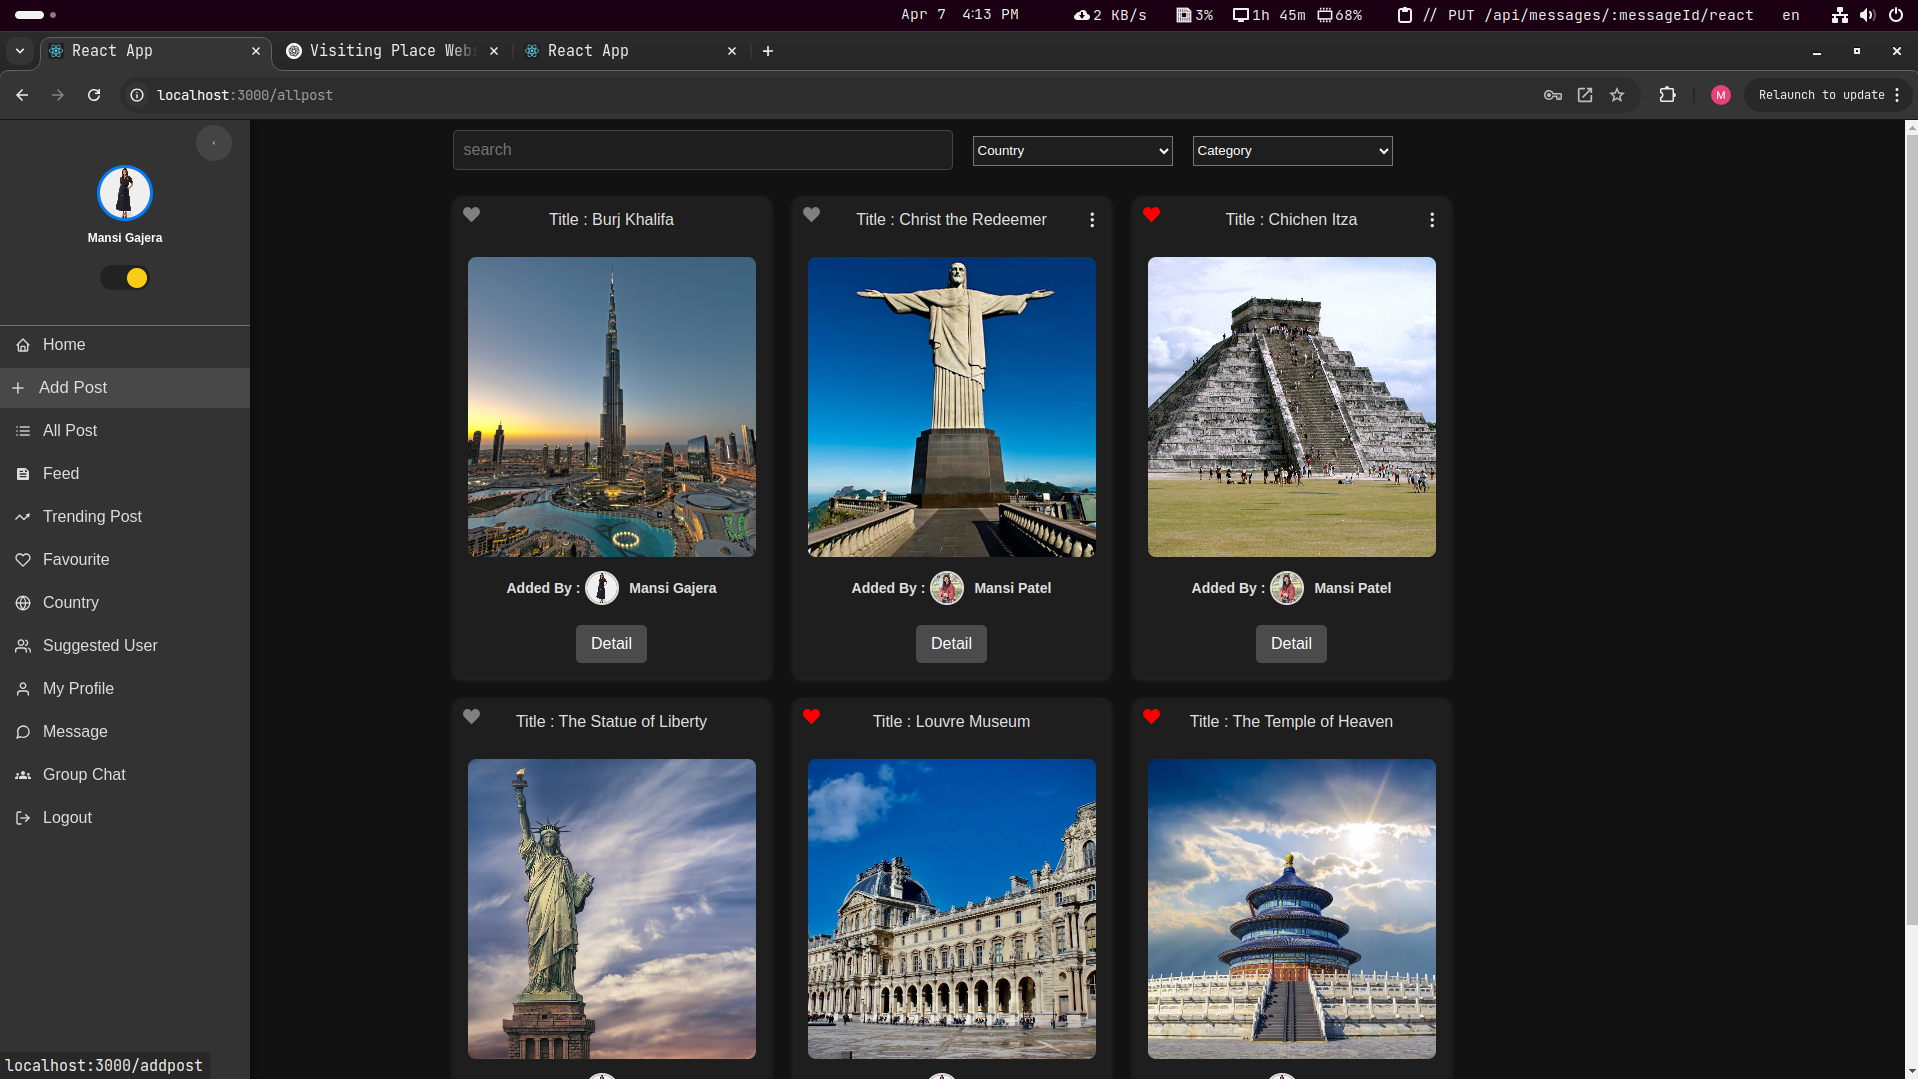 Apr 7 4:13 PM 2 KB/s 3% 1h 45m 68% // PUT /api/messages/:messageId/react en
React App Visiting Place Webs React App
localhost:3000/allpost M Relaunch to update
search Country Category
Mansi Gajera
Home
Add Post
All Post
Feed
Trending Post
Favourite
Country
Suggested User
My Profile
Message
Group Chat
Logout
Title : Burj Khalifa Title : Christ the Redeemer Title : Chichen Itza
Added By : Mansi Gajera Added By : Mansi Patel Added By : Mansi Patel
Detail Detail Detail
Title : The Statue of Liberty Title : Louvre Museum Title : The Temple of Heaven
localhost:3000/addpost